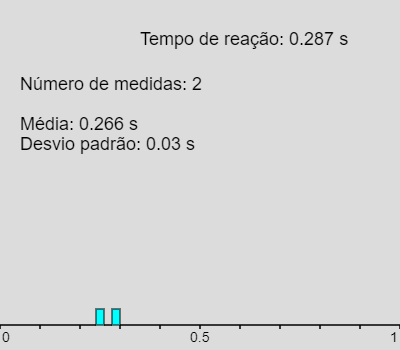 Tempo de reação: 0.287 s
Número de medidas: 2
Média: 0.266 s
Desvio padrão: 0.03 s
0 0.5 1